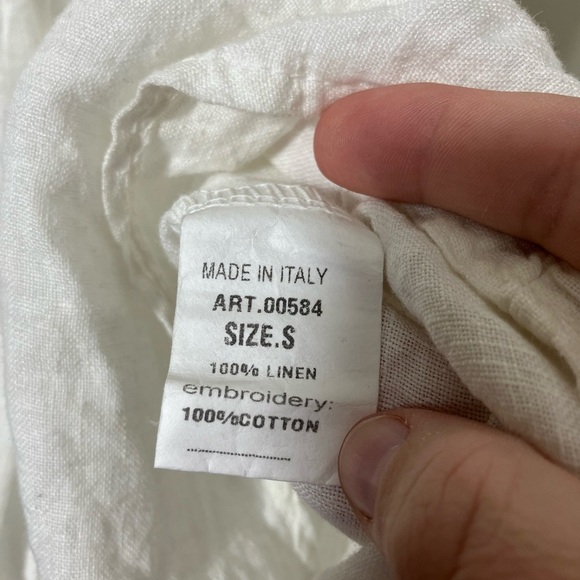 MADE IN ITALY
ART.00584
SIZE.S
100% LINEN
embroidery:
100%COTTON